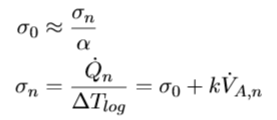 σ₀ ≈ σₙ / α
σₙ = Q̇ₙ / ΔT_log = σ₀ + kV̇_A,n